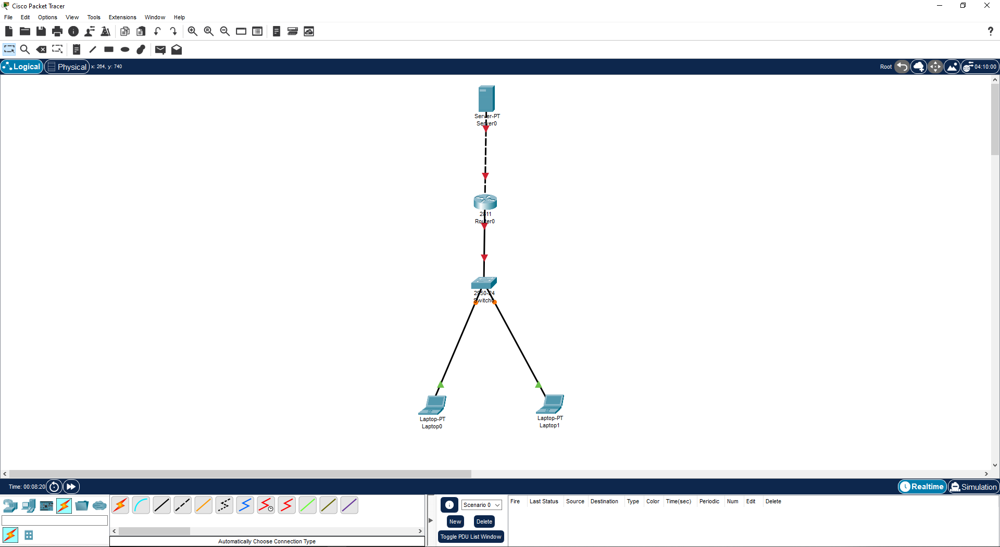 Cisco Packet Tracer
File Edit Options View Tools Extensions Window Help
?
Logical Physical x: 264, y: 740 Root 04:10:00
Server-PT
Server0
2811
Router0
2950-24
Switch0
Laptop-PT
Laptop0
Laptop-PT
Laptop1
Time: 00:08:20 Realtime Simulation
Scenario 0
New Delete
Toggle PDU List Window
Fire Last Status Source Destination Type Color Time(sec) Periodic Num Edit Delete
Automatically Choose Connection Type